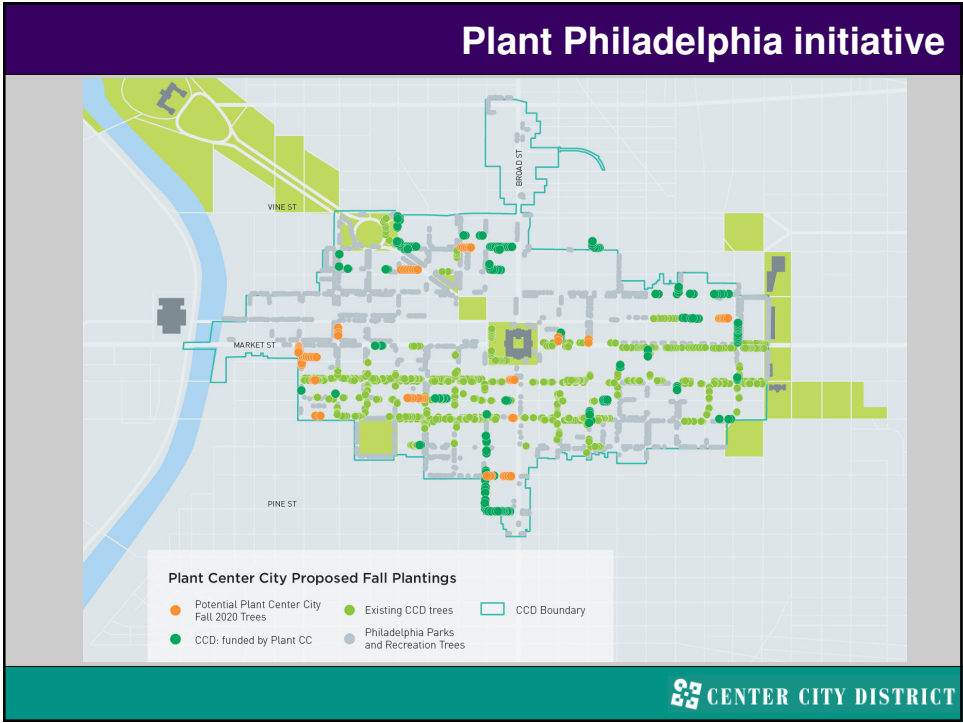 Plant Philadelphia initiative
BROAD ST
VINE ST
MARKET ST
PINE ST
Plant Center City Proposed Fall Plantings
Potential Plant Center City
Fall 2020 Trees
CCD: funded by Plant CC
Existing CCD trees
Philadelphia Parks
and Recreation Trees
CCD Boundary
CENTER CITY DISTRICT